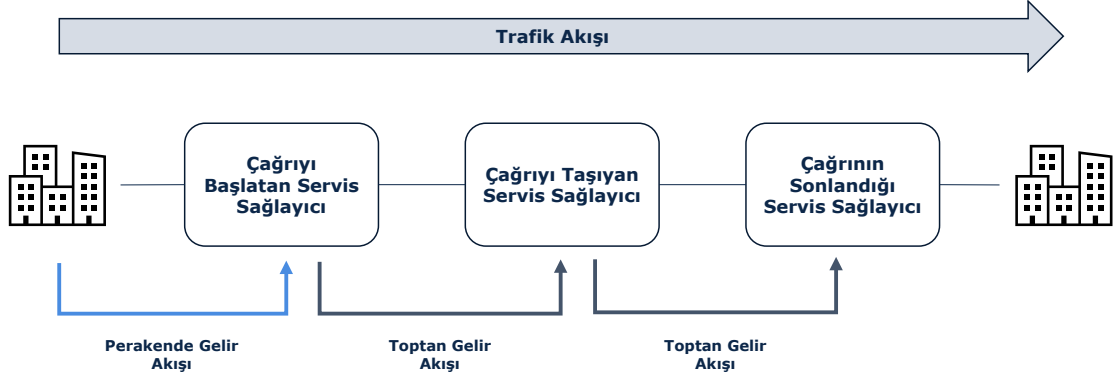 Trafik Akışı
Çağrıyı
Başlatan Servis
Sağlayıcı
Çağrıyı Taşıyan
Servis Sağlayıcı
Çağrının
Sonlandığı
Servis Sağlayıcı
Perakende Gelir
Akışı
Toptan Gelir
Akışı
Toptan Gelir
Akışı